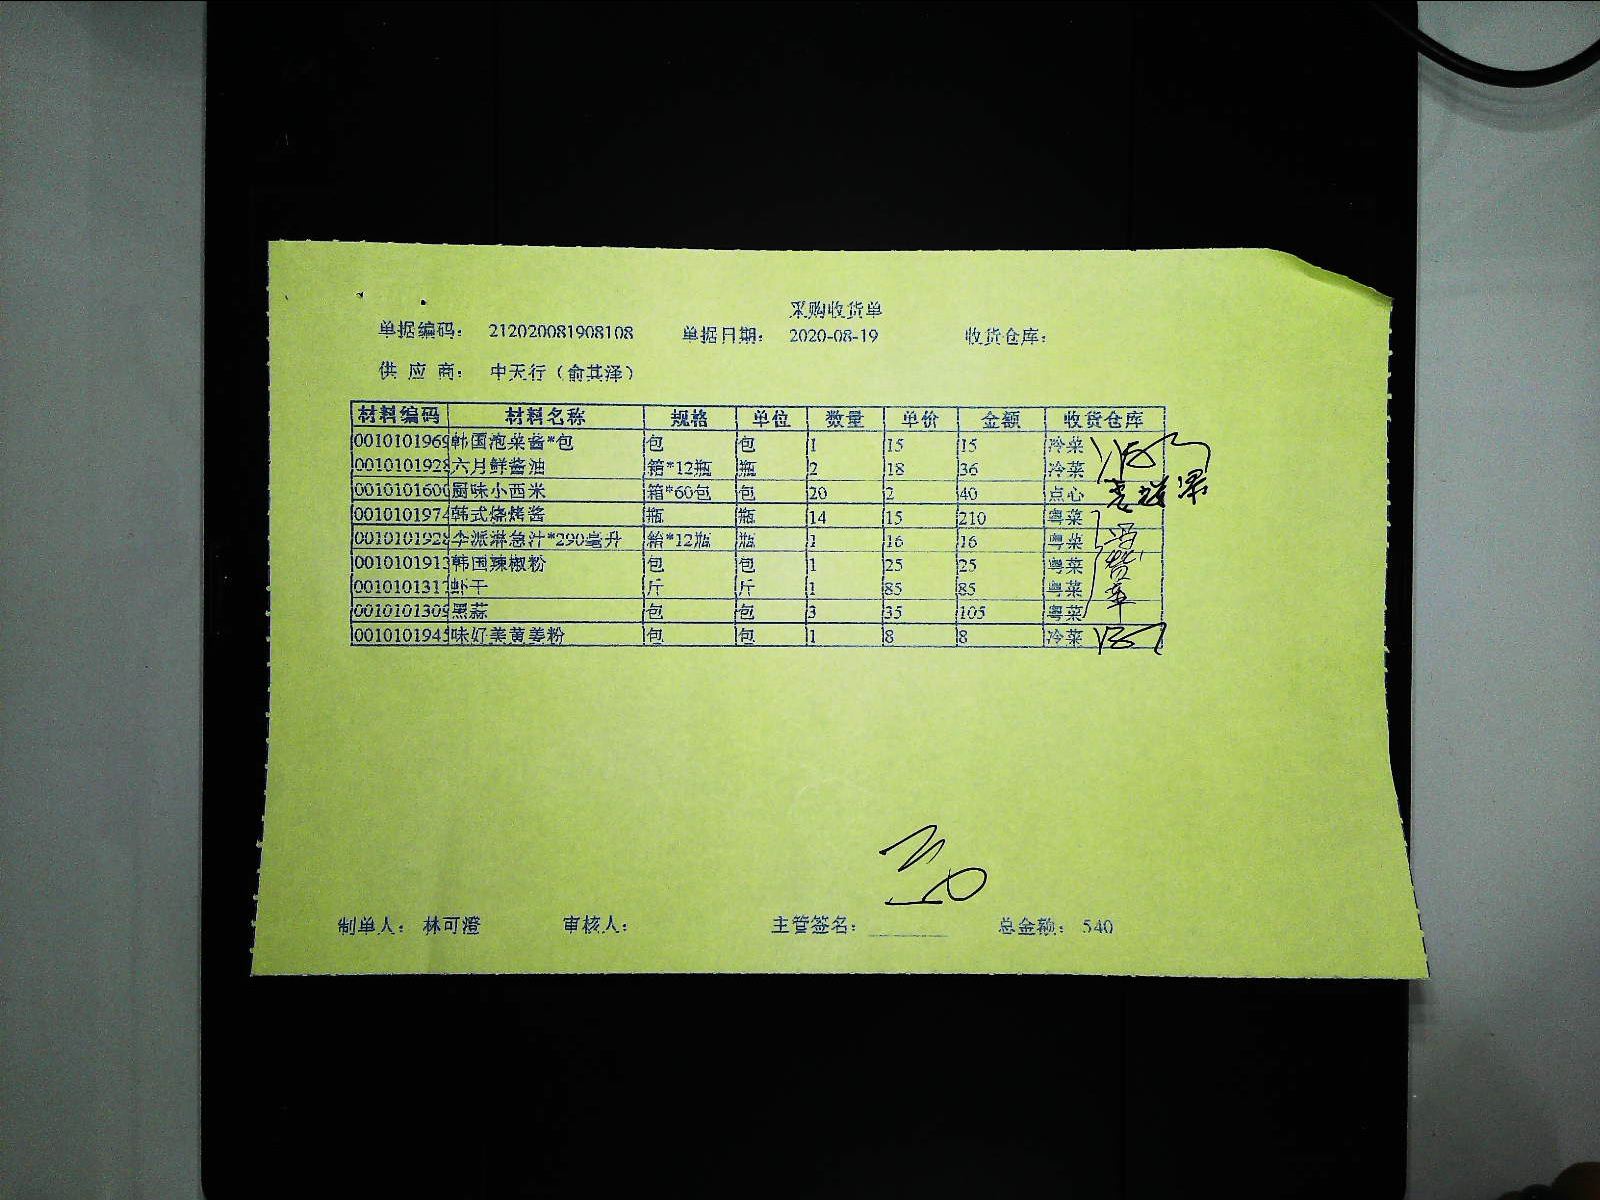 采购收货单
单据编码： 212020081908108 单据日期： 2020-08-19 收货仓库：
供 应 商： 中天行（俞其泽）
材料编码 材料名称 规格 单位 数量 单价 金额 收货仓库
0010101969 韩国泡菜酱*包 包 包 1 15 15 冷菜
0010101928 六月鲜酱油 箱*12瓶 瓶 2 18 36 冷菜
0010101600 厨味小西米 箱*60包 包 20 2 40 点心
0010101974 韩式烧烤酱 瓶 瓶 14 15 210 粤菜
0010101928 李派淋急汁*290毫升 箱*12瓶 瓶 1 16 16 粤菜
0010101913 韩国辣椒粉 包 包 1 25 25 粤菜
0010101317 虾干 斤 斤 1 85 85 粤菜
0010101309 黑蒜 包 包 3 35 105 粤菜
0010101945 味好美黄姜粉 包 包 1 8 8 冷菜
制单人： 林可澄 审核人： 主管签名： 总金额： 540